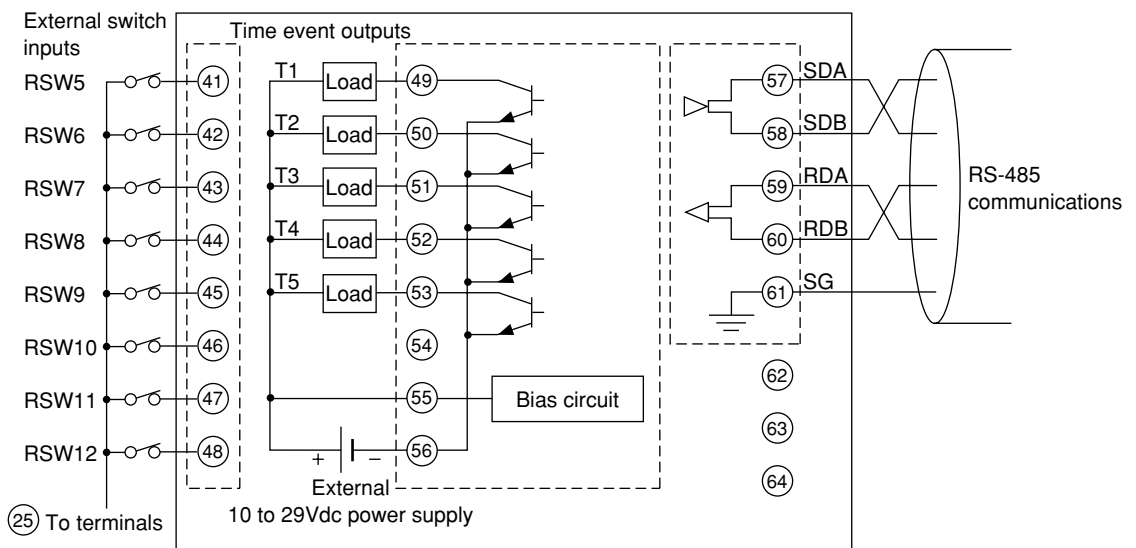 External switch
inputs
Time event outputs
RSW5 41 T1 Load 49 57 SDA
RSW6 42 T2 Load 50 58 SDB
RSW7 43 T3 Load 51 59 RDA
RS-485
communications
RSW8 44 T4 Load 52 60 RDB
RSW9 45 T5 Load 53 61 SG
RSW10 46 54
62
RSW11 47 55 Bias circuit
63
RSW12 48 + − 56
64
External
10 to 29Vdc power supply
25 To terminals